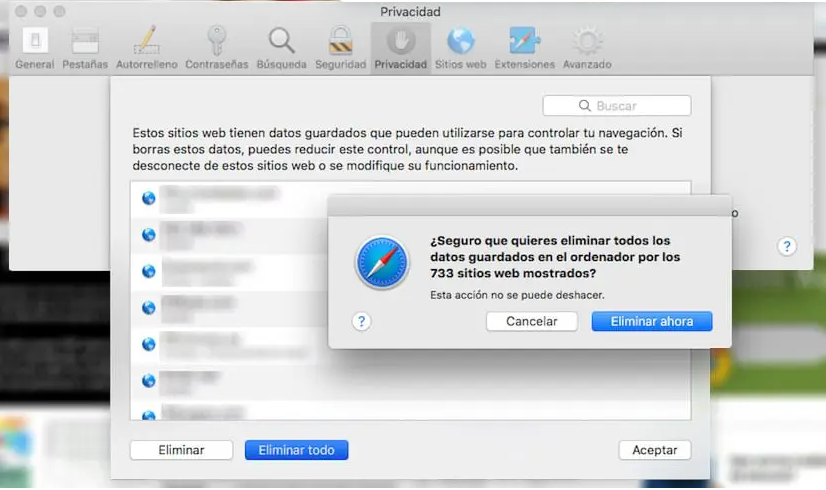 Privacidad
General Pestañas Autorrelleno Contraseñas Búsqueda Seguridad Privacidad Sitios web Extensiones Avanzado
Buscar
Estos sitios web tienen datos guardados que pueden utilizarse para controlar tu navegación. Si
borras estos datos, puedes reducir este control, aunque es posible que también se te
desconecte de estos sitios web o se modifique su funcionamiento.
¿Seguro que quieres eliminar todos los
datos guardados en el ordenador por los
733 sitios web mostrados?
Esta acción no se puede deshacer.
?
Cancelar Eliminar ahora
o
?
Eliminar Eliminar todo Aceptar